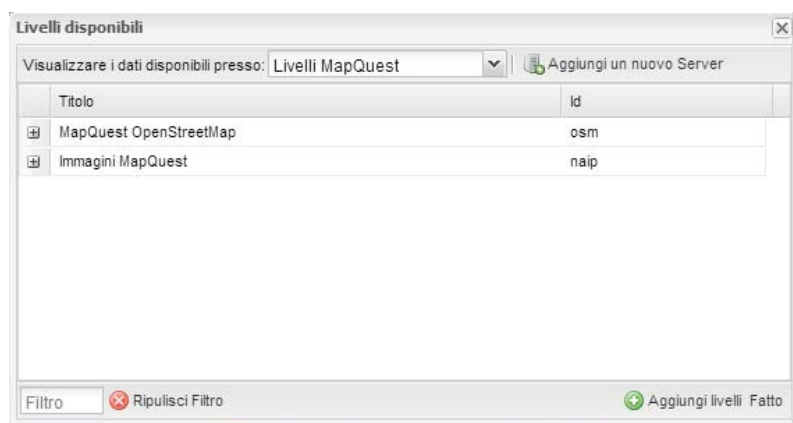 Livelli disponibili
Visualizzare i dati disponibili presso: Livelli MapQuest Aggiungi un nuovo Server
Titolo Id
MapQuest OpenStreetMap osm
Immagini MapQuest naip
Filtro Ripulisci Filtro Aggiungi livelli Fatto